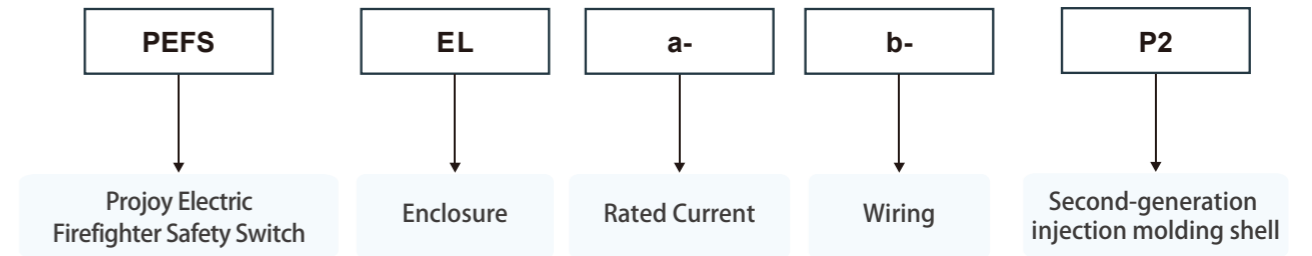 PEFS EL a- b- P2
Projoy Electric
Firefighter Safety Switch
Enclosure
Rated Current
Wiring
Second-generation
injection molding shell